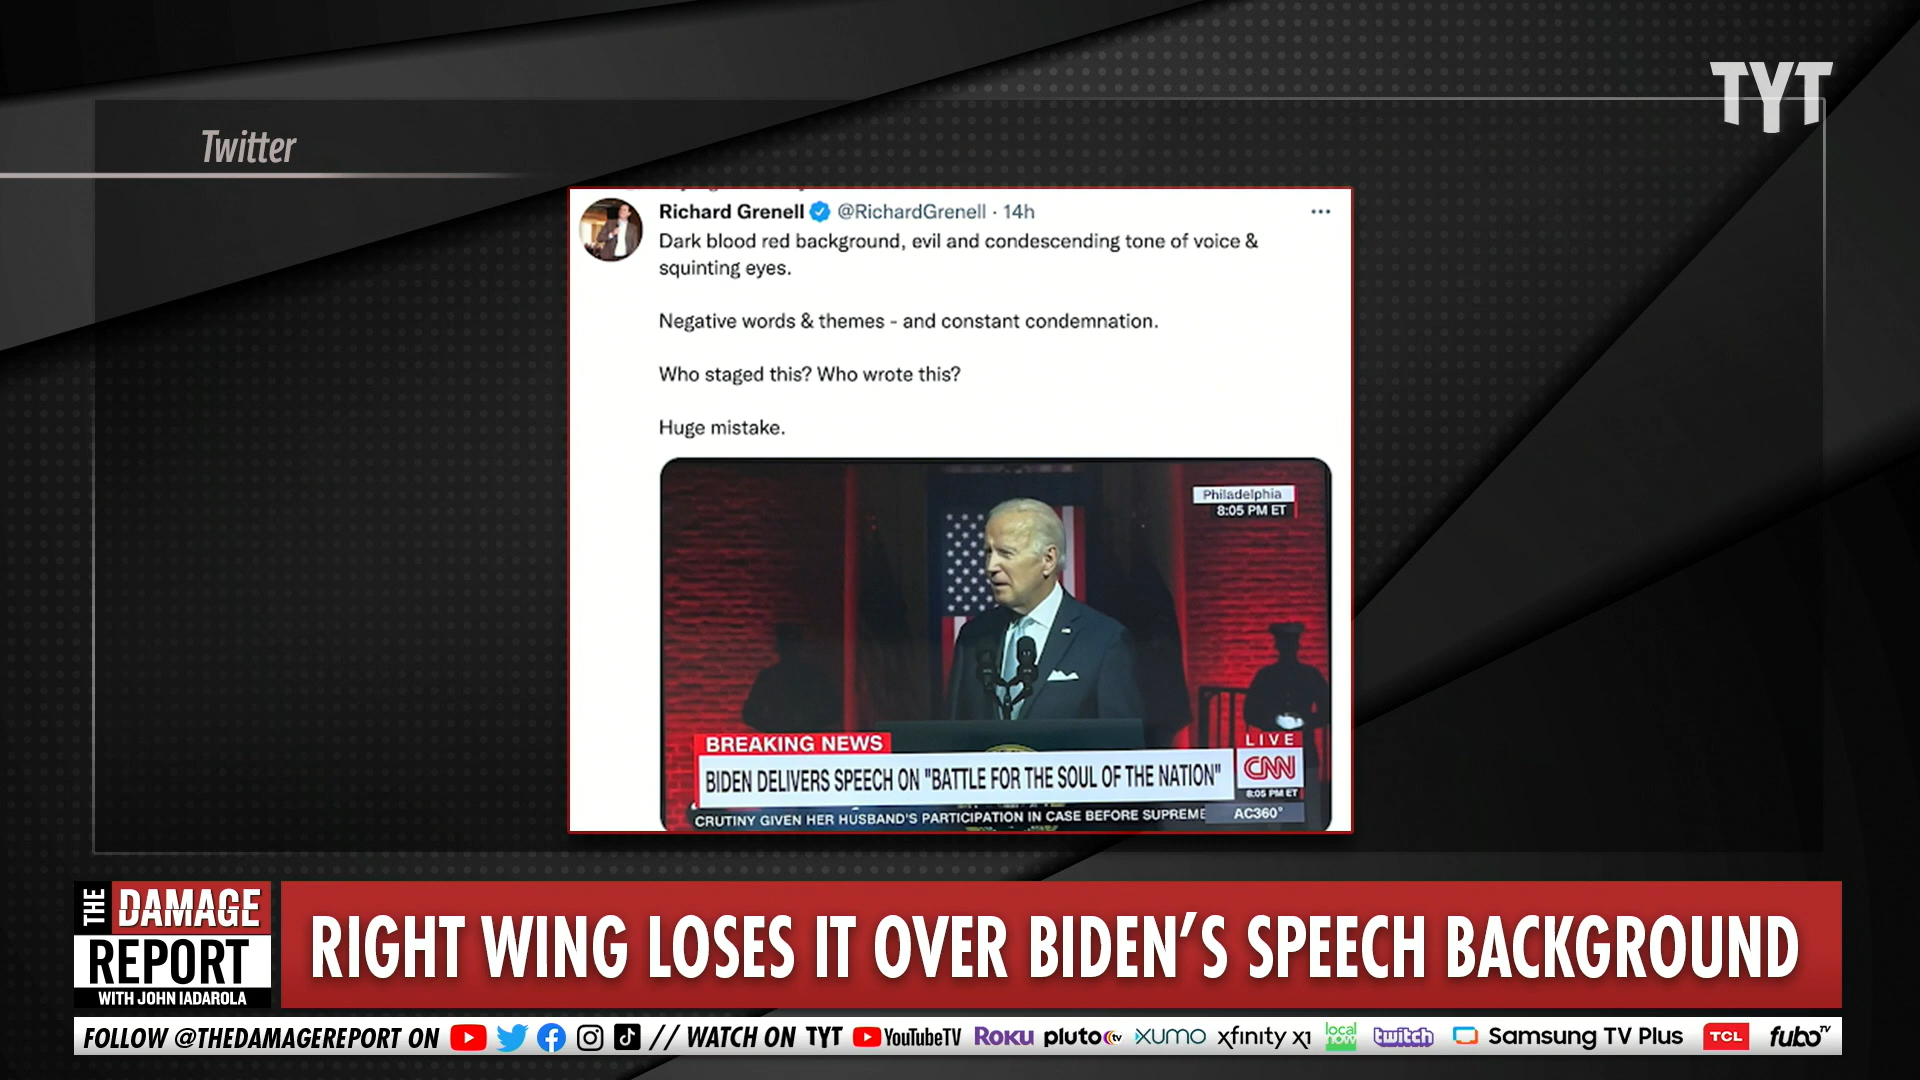 TYT
Twitter
Richard Grenell @RichardGrenell · 14h
Dark blood red background, evil and condescending tone of voice &
squinting eyes.
Negative words & themes - and constant condemnation.
Who staged this? Who wrote this?
Huge mistake.
Philadelphia
8:05 PM ET
BREAKING NEWS
BIDEN DELIVERS SPEECH ON "BATTLE FOR THE SOUL OF THE NATION"
LIVE
CNN
8:05 PM ET
CRUTINY GIVEN HER HUSBAND'S PARTICIPATION IN CASE BEFORE SUPREME
AC360°
THE DAMAGE
REPORT
WITH JOHN IADAROLA
RIGHT WING LOSES IT OVER BIDEN'S SPEECH BACKGROUND
FOLLOW @THEDAMAGEREPORT ON // WATCH ON TYT YouTubeTV ROKU pluto tv XUMO xfinity x1 local now twitch Samsung TV Plus TCL fubo TV